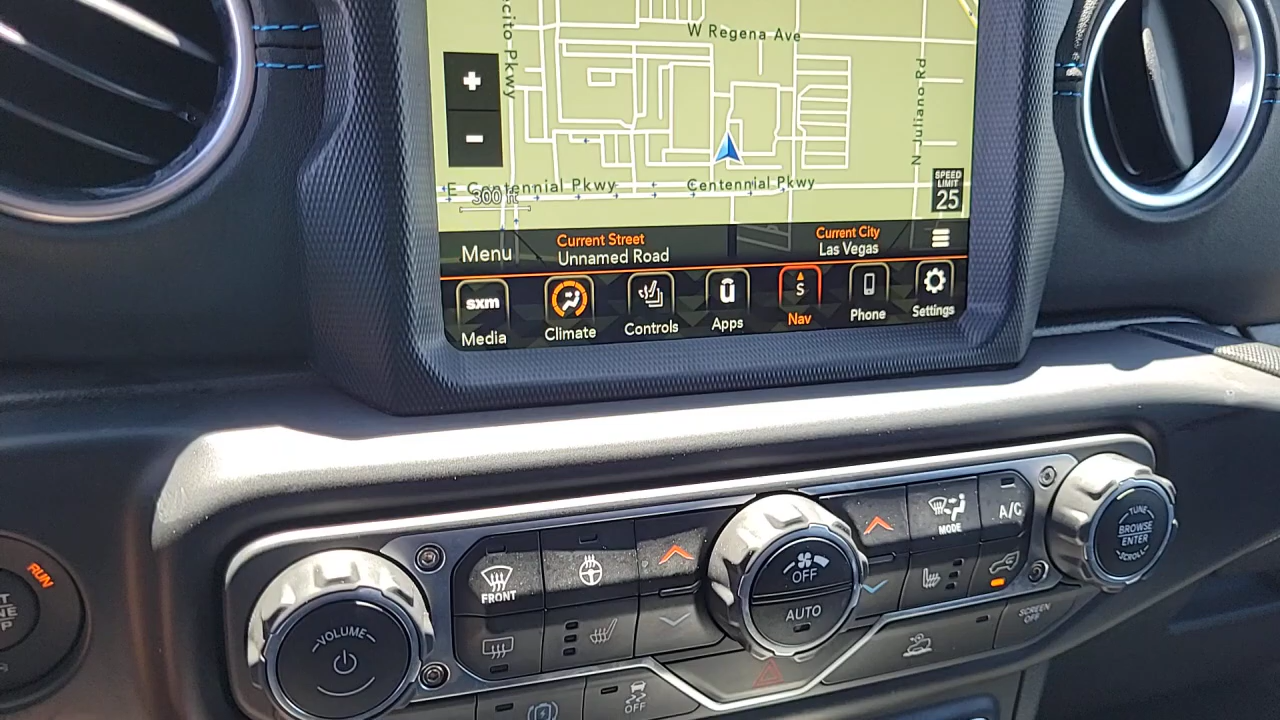 W Regena Ave
cito Pkwy
N Juliano Rd
+
-
E Centennial Pkwy
Centennial Pkwy
300 ft
SPEED
LIMIT
25
Menu
Current Street
Unnamed Road
Current City
Las Vegas
sxm
Media
Climate
Controls
ū
Apps
S
Nav
Phone
Settings
RUN
FRONT
MODE
A/C
OFF
AUTO
TUNE
BROWSE
ENTER
SCROLL
VOLUME
SCREEN
OFF
OFF